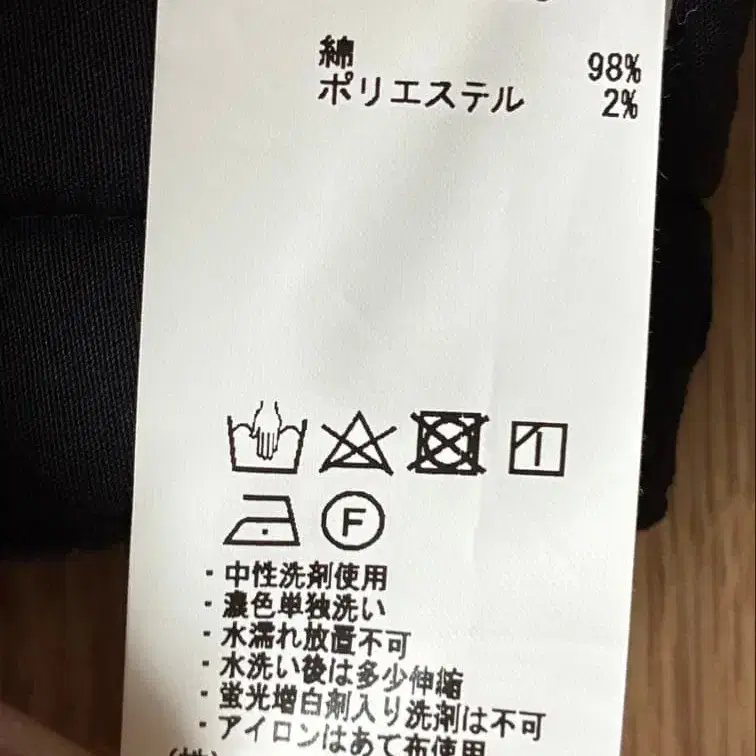 綿 98%
ポリエステル 2%
F
・中性洗剤使用
・濃色単独洗い
・水濡れ放置不可
・水洗い後は多少伸縮
・蛍光増白剤入り洗剤は不可
・アイロンはあて布使用